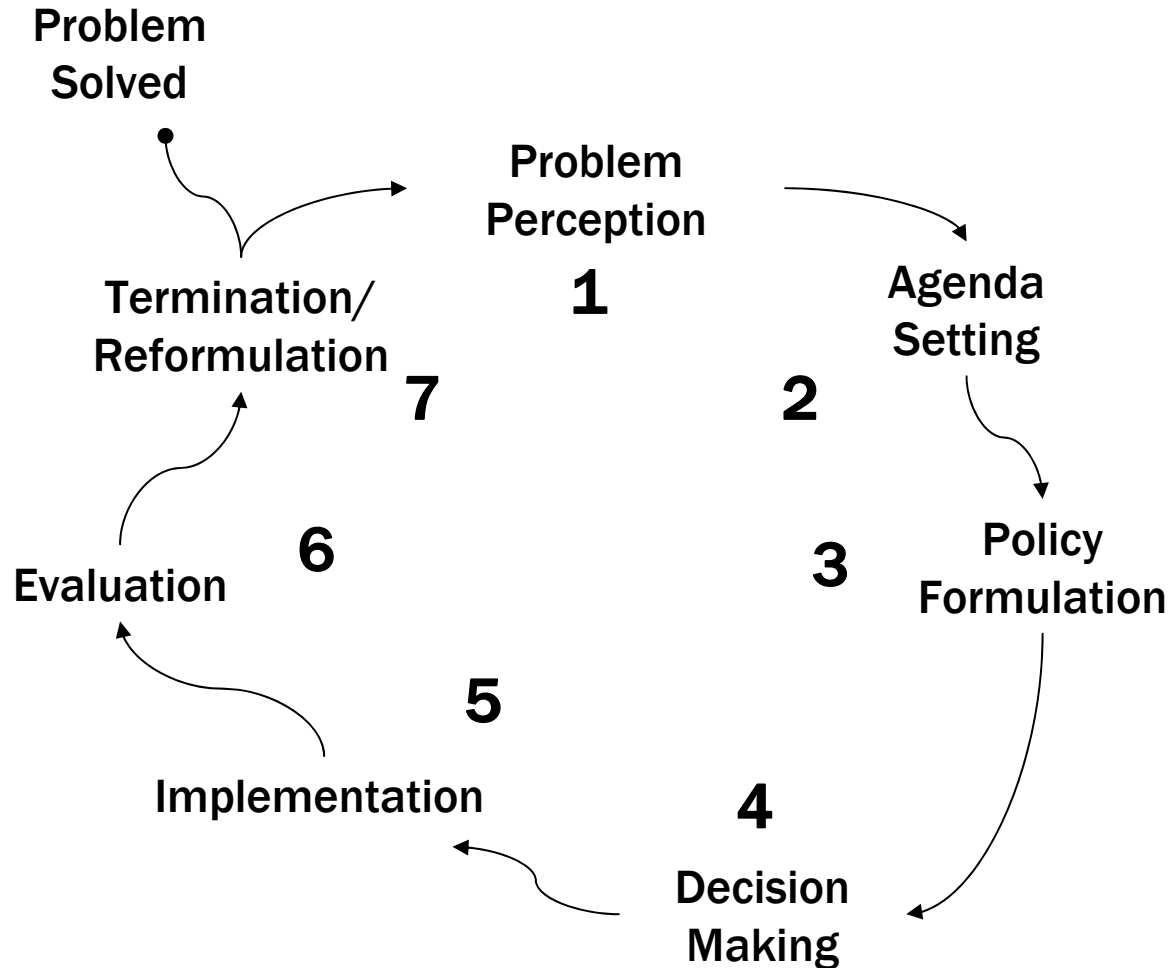 Problem
Solved
Problem
Perception
1
Agenda
Setting
2
Policy
Formulation
3
Decision
Making
4
Implementation
5
Evaluation
6
Termination/
Reformulation
7